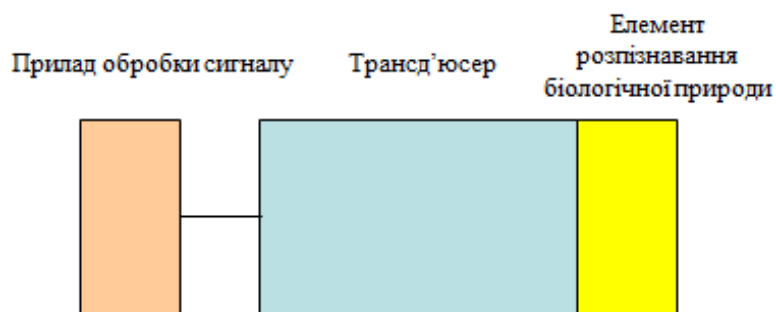 Прилад обробки сигналу
Трансд’юсер
Елемент
розпізнавання
біологічної природи